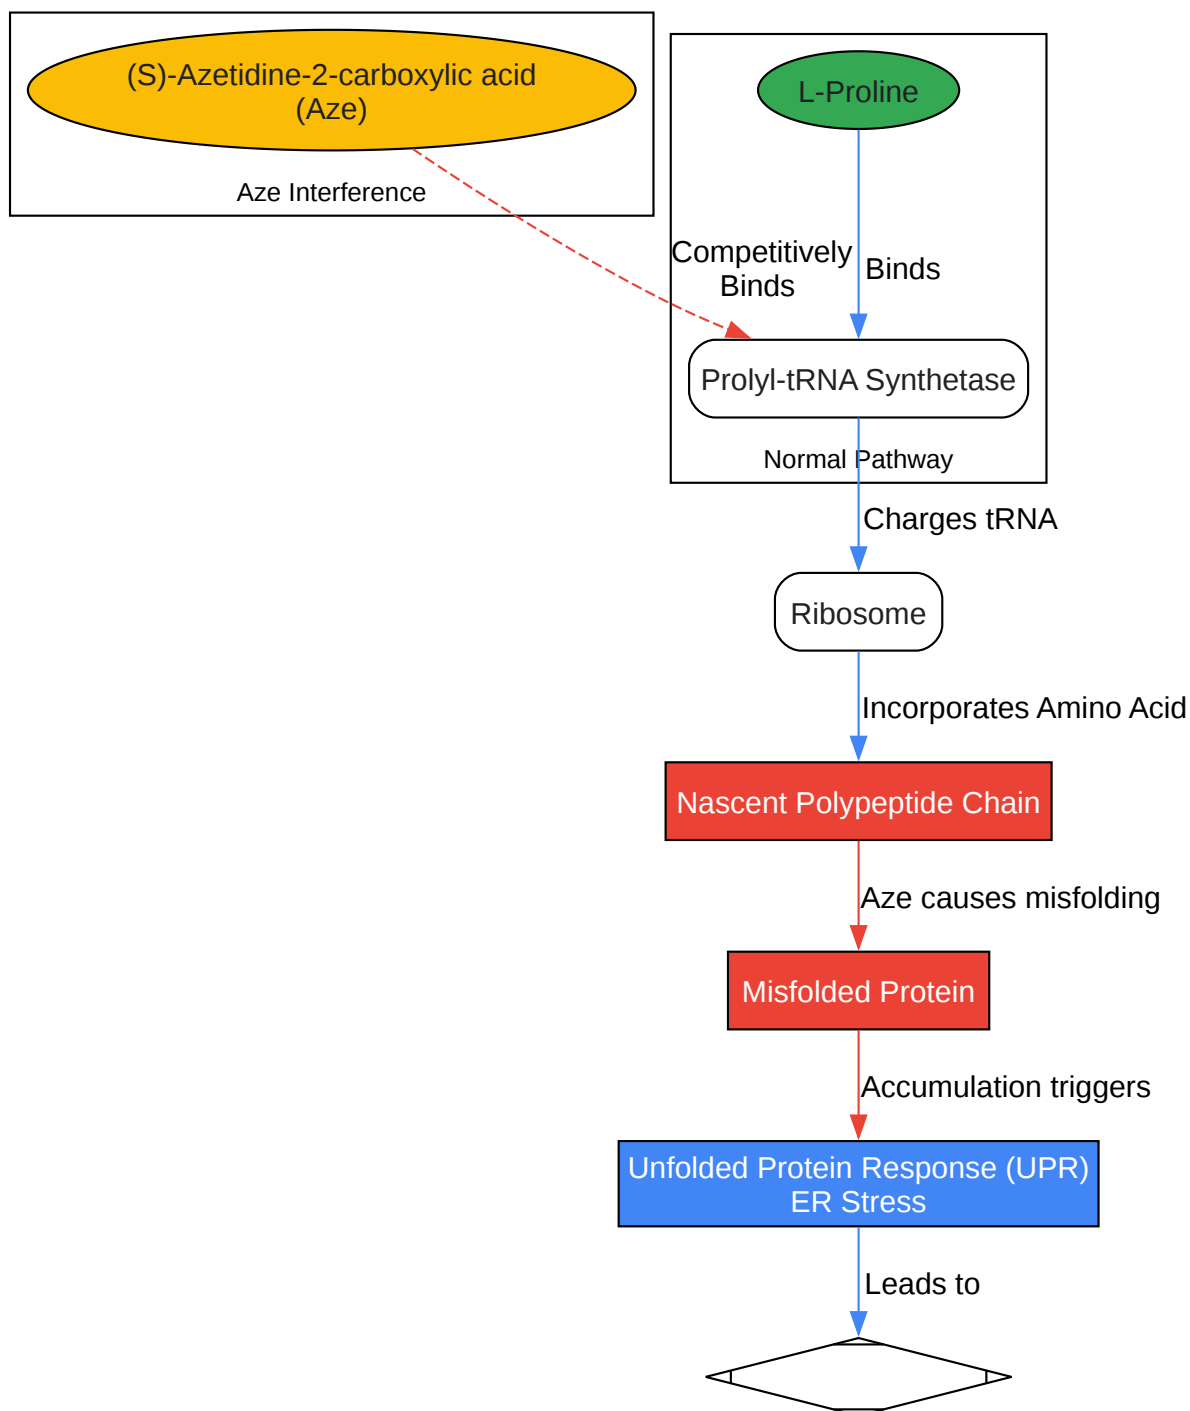 (S)-Azetidine-2-carboxylic acid
(Aze)
Aze Interference
L-Proline
Competitively
Binds
Binds
Prolyl-tRNA Synthetase
Normal Pathway
Charges tRNA
Ribosome
Incorporates Amino Acid
Nascent Polypeptide Chain
Aze causes misfolding
Misfolded Protein
Accumulation triggers
Unfolded Protein Response (UPR)
ER Stress
Leads to